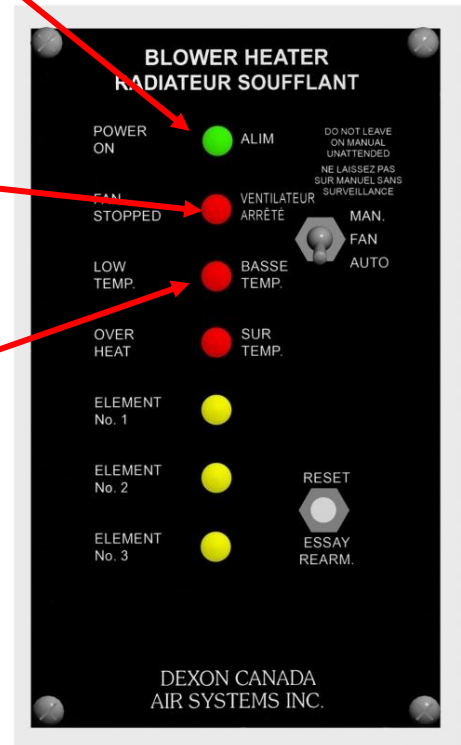 BLOWER HEATER
RADIATEUR SOUFFLANT
POWER
ON
ALIM
DO NOT LEAVE
ON MANUAL
UNATTENDED
NE LAISSEZ PAS
SUR MANUEL SANS
SURVEILLANCE
FAN
STOPPED
VENTILATEUR
ARRÊTÉ
MAN.
FAN
AUTO
LOW
TEMP.
BASSE
TEMP.
OVER
HEAT
SUR
TEMP.
ELEMENT
No. 1
ELEMENT
No. 2
RESET
ELEMENT
No. 3
ESSAY
REARM.
DEXON CANADA
AIR SYSTEMS INC.